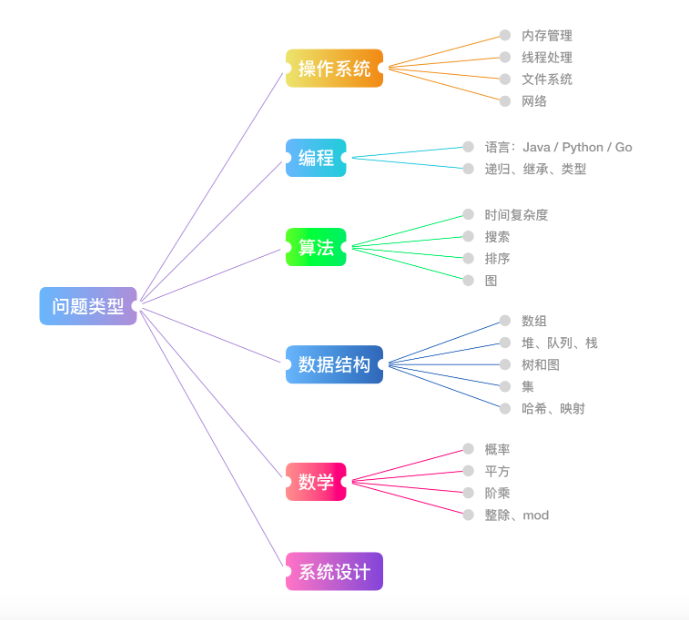 问题类型
操作系统
内存管理
线程处理
文件系统
网络
编程
语言：Java / Python / Go
递归、继承、类型
算法
时间复杂度
搜索
排序
图
数据结构
数组
堆、队列、栈
树和图
集
哈希、映射
数学
概率
平方
阶乘
整除、mod
系统设计